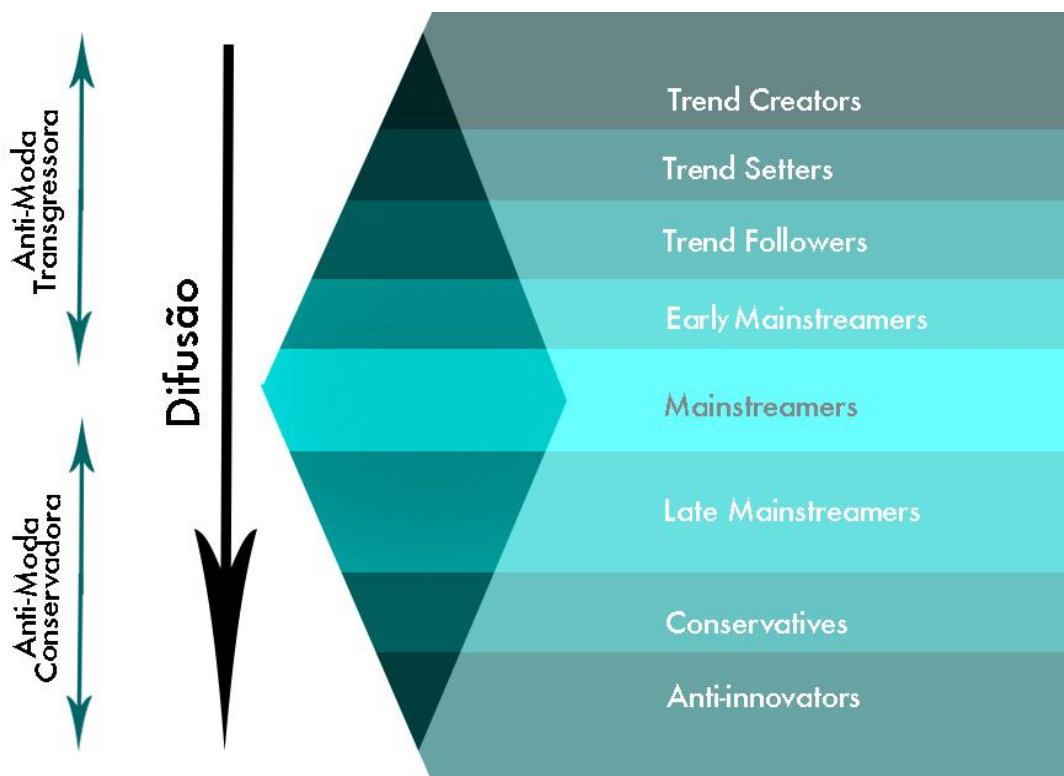 Anti-Moda
Transgressora
Anti-Moda
Conservadora
Difusão
Trend Creators
Trend Setters
Trend Followers
Early Mainstreamers
Mainstreamers
Late Mainstreamers
Conservatives
Anti-innovators